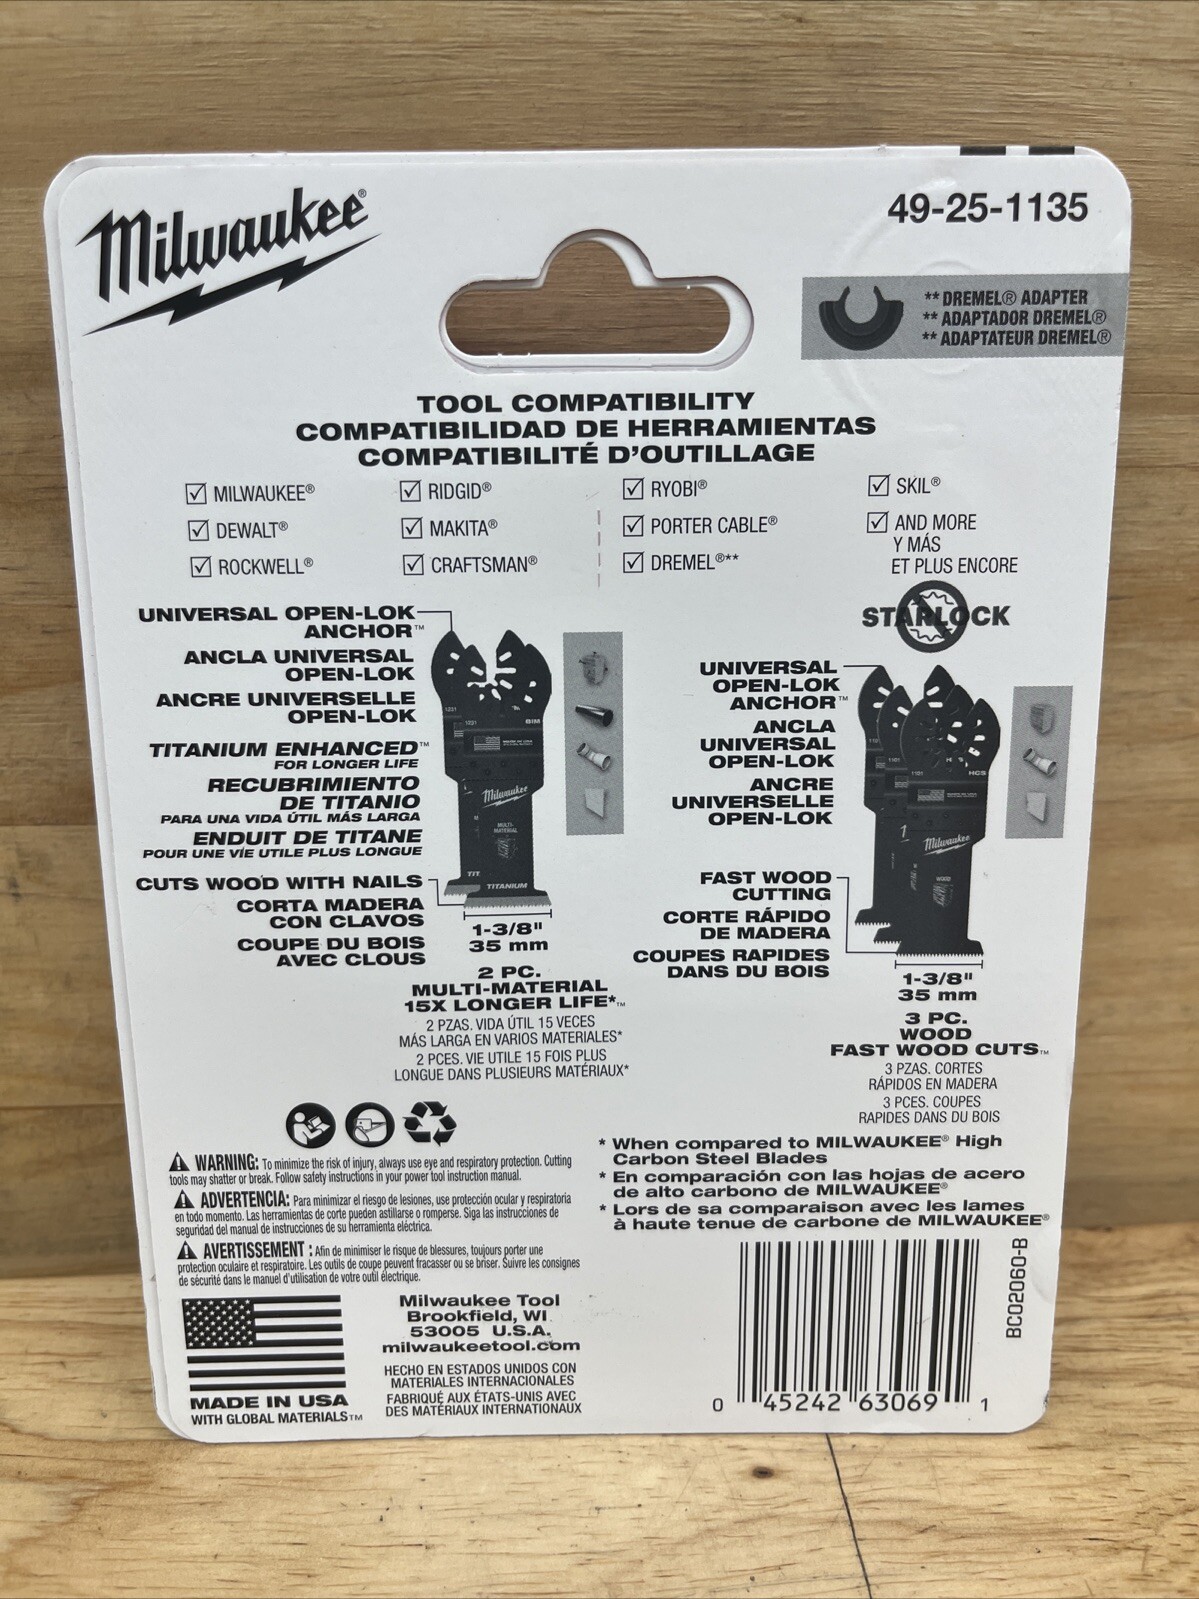 Milwaukee®
49-25-1135
** DREMEL® ADAPTER
** ADAPTADOR DREMEL®
** ADAPTATEUR DREMEL®
TOOL COMPATIBILITY
COMPATIBILIDAD DE HERRAMIENTAS
COMPATIBILITÉ D'OUTILLAGE
MILWAUKEE®
DEWALT®
ROCKWELL®
RIDGID®
MAKITA®
CRAFTSMAN®
RYOBI®
PORTER CABLE®
DREMEL®**
SKIL®
AND MORE
Y MÁS
ET PLUS ENCORE
STARLOCK
UNIVERSAL OPEN-LOK
ANCHOR™
ANCLA UNIVERSAL
OPEN-LOK
ANCRE UNIVERSELLE
OPEN-LOK
TITANIUM ENHANCED™
FOR LONGER LIFE
RECUBRIMIENTO
DE TITANIO
PARA UNA VIDA ÚTIL MÁS LARGA
ENDUIT DE TITANE
POUR UNE VIE UTILE PLUS LONGUE
CUTS WOOD WITH NAILS
CORTA MADERA
CON CLAVOS
COUPE DU BOIS
AVEC CLOUS
1221
1221
BIM
Milwaukee
MULTI-
MATERIAL
TIT
TITANIUM
1-3/8"
35 mm
2 PC.
MULTI-MATERIAL
15X LONGER LIFE*™
2 PZAS. VIDA ÚTIL 15 VECES
MÁS LARGA EN VARIOS MATERIALES*
2 PCES. VIE UTILE 15 FOIS PLUS
LONGUE DANS PLUSIEURS MATÉRIAUX*
UNIVERSAL
OPEN-LOK
ANCHOR™
ANCLA
UNIVERSAL
OPEN-LOK
ANCRE
UNIVERSELLE
OPEN-LOK
FAST WOOD
CUTTING
CORTE RÁPIDO
DE MADERA
COUPES RAPIDES
DANS DU BOIS
1101
1101
HCS
Milwaukee
WOOD
1-3/8"
35 mm
3 PC.
WOOD
FAST WOOD CUTS™
3 PZAS. CORTES
RÁPIDOS EN MADERA
3 PCES. COUPES
RAPIDES DANS DU BOIS
WARNING: To minimize the risk of injury, always use eye and respiratory protection. Cutting
tools may shatter or break. Follow safety instructions in your power tool instruction manual.
ADVERTENCIA: Para minimizar el riesgo de lesiones, use protección ocular y respiratoria
en todo momento. Las herramientas de corte pueden astillarse o romperse. Siga las instrucciones de
seguridad del manual de instrucciones de su herramienta eléctrica.
AVERTISSEMENT : Afin de minimiser le risque de blessures, toujours porter une
protection oculaire et respiratoire. Les outils de coupe peuvent fracasser ou se briser. Suivre les consignes
de sécurité dans le manuel d'utilisation de votre outil électrique.
* When compared to MILWAUKEE® High
Carbon Steel Blades
* En comparación con las hojas de acero
de alto carbono de MILWAUKEE®
* Lors de sa comparaison avec les lames
à haute tenue de carbone de MILWAUKEE®
MADE IN USA
WITH GLOBAL MATERIALS™
Milwaukee Tool
Brookfield, WI
53005 U.S.A.
milwaukeetool.com
HECHO EN ESTADOS UNIDOS CON
MATERIALES INTERNACIONALES
FABRIQUÉ AUX ÉTATS-UNIS AVEC
DES MATÉRIAUX INTERNATIONAUX
0 45242 63069 1
BC02060-B